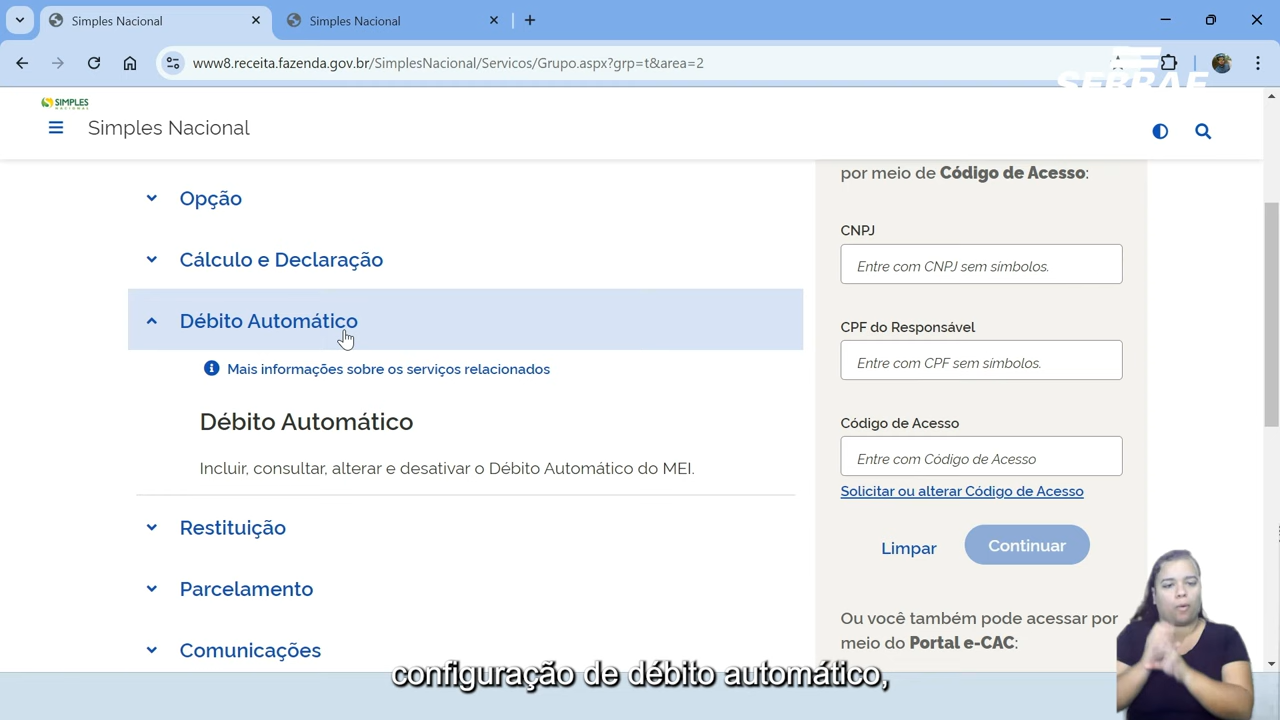 Simples Nacional
Simples Nacional
www8.receita.fazenda.gov.br/SimplesNacional/Servicos/Grupo.aspx?grp=t&area=2
SEBRAE
SIMPLES
NACIONAL
Simples Nacional
Opção
Cálculo e Declaração
Débito Automático
Mais informações sobre os serviços relacionados
Débito Automático
Incluir, consultar, alterar e desativar o Débito Automático do MEI.
Restituição
Parcelamento
Comunicações
por meio de Código de Acesso:
CNPJ
Entre com CNPJ sem símbolos.
CPF do Responsável
Entre com CPF sem símbolos.
Código de Acesso
Entre com Código de Acesso
Solicitar ou alterar Código de Acesso
Limpar
Continuar
Ou você também pode acessar por
meio do Portal e-CAC:
configuração de débito automático,